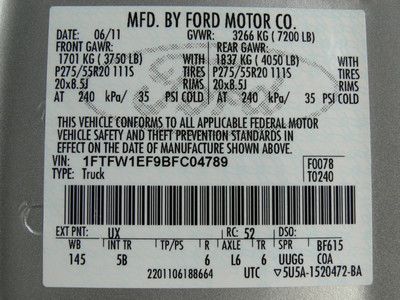 MFD. BY FORD MOTOR CO.
DATE: 06/11 GVWR: 3266 KG ( 7200 LB)
FRONT GAWR: REAR GAWR:
1701 KG ( 3750 LB) WITH 1837 KG ( 4050 LB) WITH
P275/55R20 111S TIRES P275/55R20 111S TIRES
20x8.5J RIMS 20x8.5J RIMS
AT 240 kPa/ 35 PSI COLD AT 240 kPa/ 35 PSI COLD
THIS VEHICLE CONFORMS TO ALL APPLICABLE FEDERAL MOTOR
VEHICLE SAFETY AND THEFT PREVENTION STANDARDS IN
EFFECT ON THE DATE OF MANUFACTURE SHOWN ABOVE.
VIN: 1FTFW1EF9BFC04789 F0078
TYPE: Truck T0240
EXT PNT: UX RC: 52 DSO:
WB INT TR TP/PS R AXLE TR SPR BF615
145 5B 6 L6 6 UUGG COA
2201106188664 UTC ▽5U5A-1520472-BA